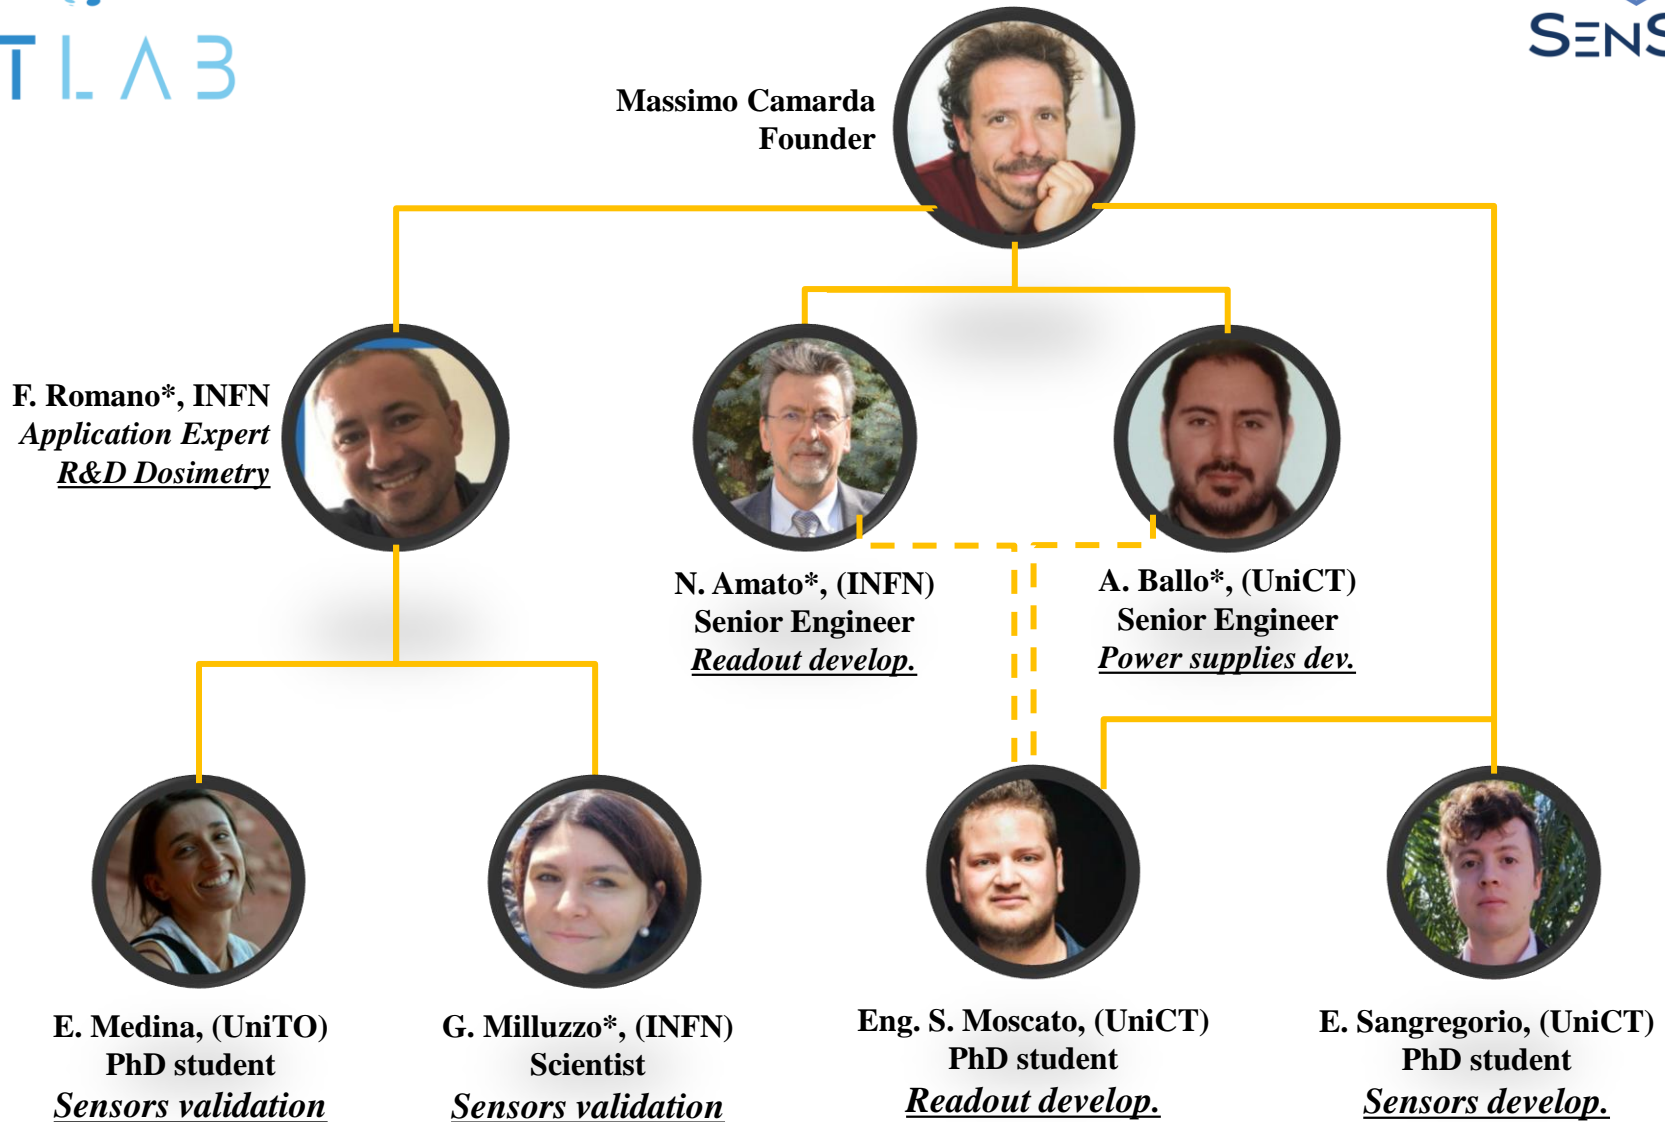 TLAB
SENS
Massimo Camarda
Founder
F. Romano*, INFN
Application Expert
R&D Dosimetry
N. Amato*, (INFN)
Senior Engineer
Readout develop.
A. Ballo*, (UniCT)
Senior Engineer
Power supplies dev.
E. Medina, (UniTO)
PhD student
Sensors validation
G. Milluzzo*, (INFN)
Scientist
Sensors validation
Eng. S. Moscato, (UniCT)
PhD student
Readout develop.
E. Sangregorio, (UniCT)
PhD student
Sensors develop.